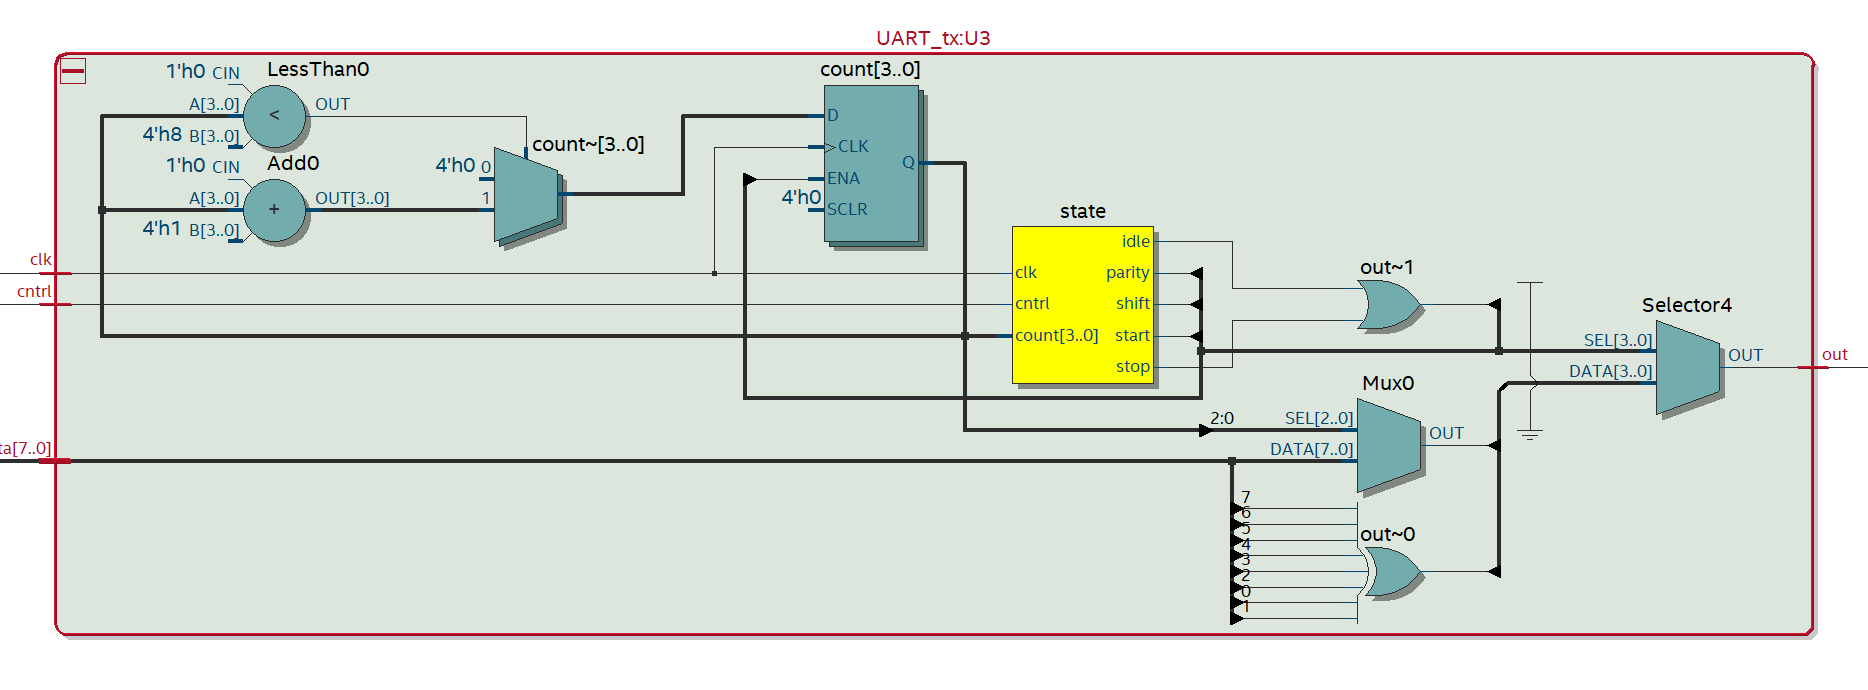 UART_tx:U3
1'h0 CIN
LessThan0
A[3..0]
OUT
4'h8 B[3..0]
<
1'h0 CIN
Add0
A[3..0]
OUT[3..0]
4'h1 B[3..0]
+
count~[3..0]
4'h0 0
1
count[3..0]
D
CLK
Q
ENA
4'h0 SCLR
state
idle
clk parity
cntrl shift
count[3..0] start
stop
clk
cntrl
ta[7..0]
out~1
Selector4
SEL[3..0]
OUT
DATA[3..0]
out
Mux0
2:0 SEL[2..0]
OUT
DATA[7..0]
7
6
5
4
3
2
0
1
out~0